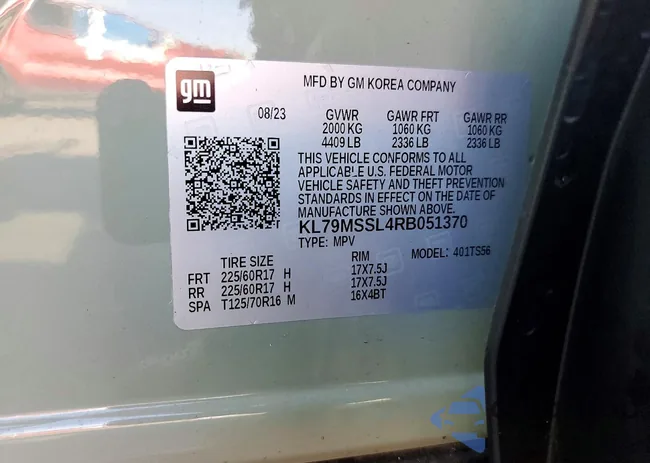 gm
MFD BY GM KOREA COMPANY
08/23 GVWR GAWR FRT GAWR RR
2000 KG 1060 KG 1060 KG
4409 LB 2336 LB 2336 LB
THIS VEHICLE CONFORMS TO ALL
APPLICABLE U.S. FEDERAL MOTOR
VEHICLE SAFETY AND THEFT PREVENTION
STANDARDS IN EFFECT ON THE DATE OF
MANUFACTURE SHOWN ABOVE.
KL79MSSL4RB051370
TYPE: MPV MODEL: 401TS56
TIRE SIZE RIM
FRT 225/60R17 H 17X7.5J
RR 225/60R17 H 17X7.5J
SPA T125/70R16 M 16X4BT